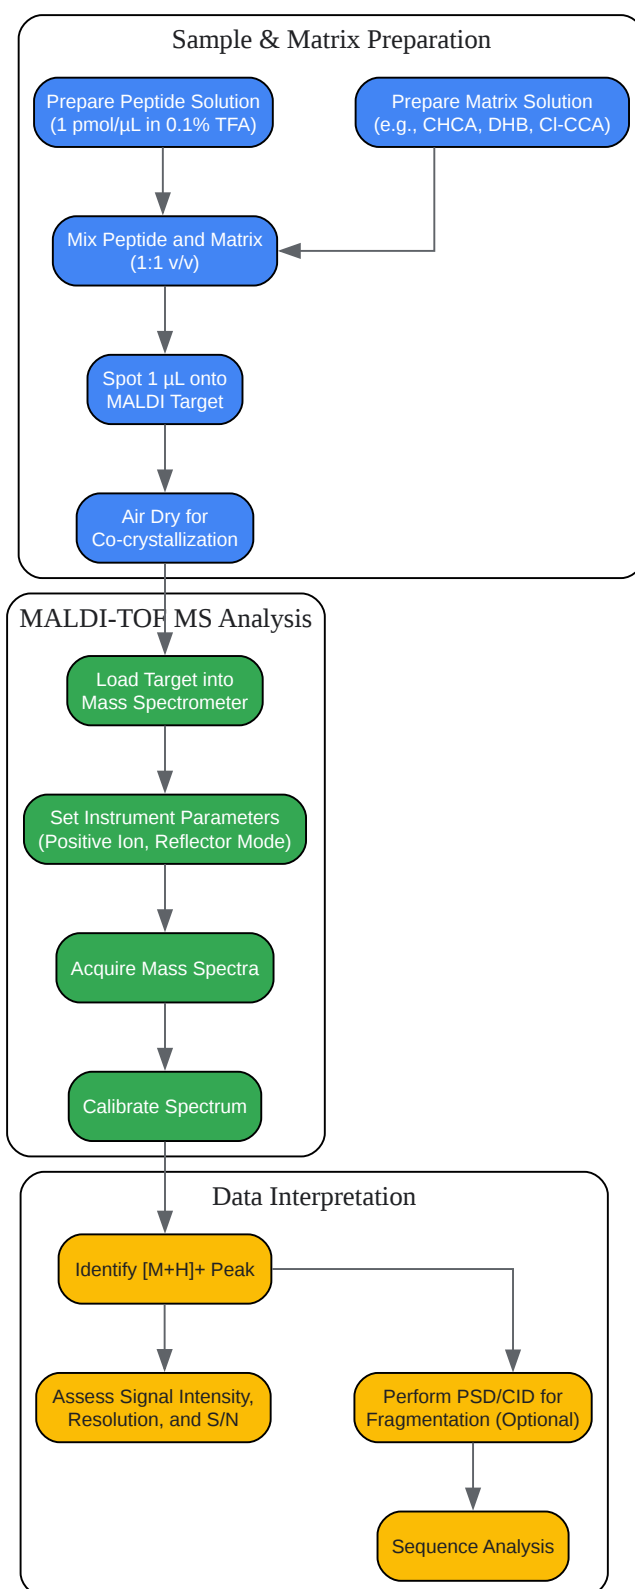 Sample & Matrix Preparation
Prepare Peptide Solution
(1 pmol/µL in 0.1% TFA)
Prepare Matrix Solution
(e.g., CHCA, DHB, Cl-CCA)
Mix Peptide and Matrix
(1:1 v/v)
Spot 1 µL onto
MALDI Target
Air Dry for
Co-crystallization
MALDI-TOF MS Analysis
Load Target into
Mass Spectrometer
Set Instrument Parameters
(Positive Ion, Reflector Mode)
Acquire Mass Spectra
Calibrate Spectrum
Data Interpretation
Identify [M+H]+ Peak
Assess Signal Intensity,
Resolution, and S/N
Perform PSD/CID for
Fragmentation (Optional)
Sequence Analysis